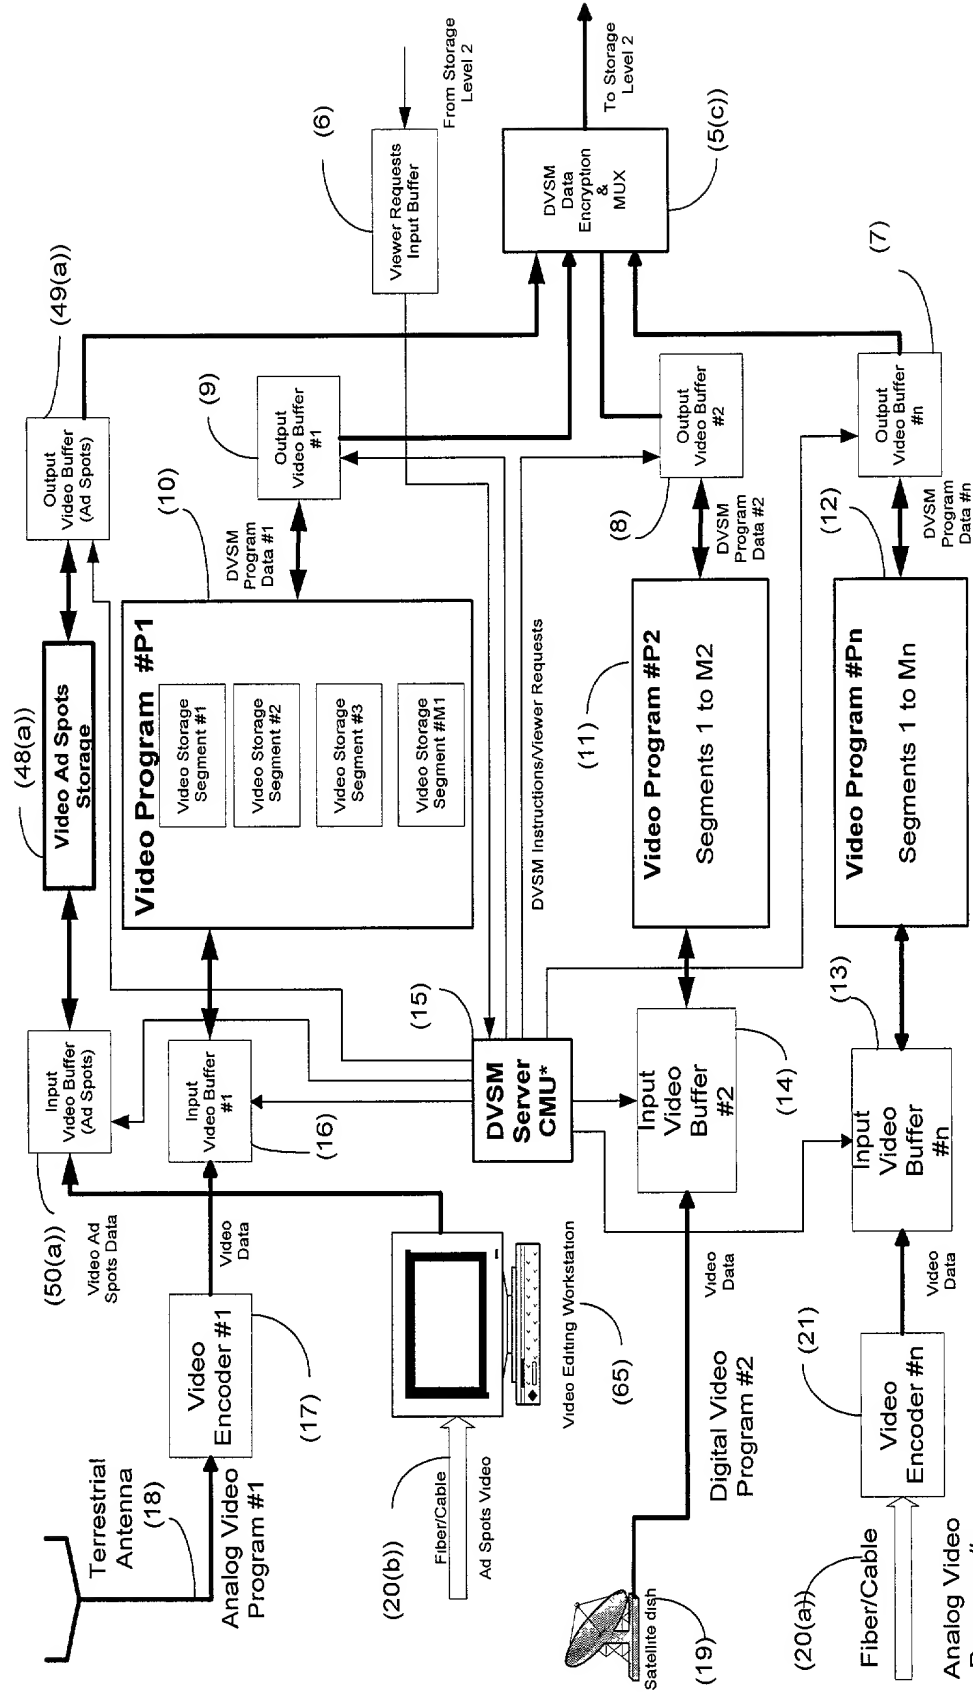 Terrestrial
Antenna
(18)
Analog Video
Program #1
Video
Encoder #1
(17)
Video
Data
(50(a))
Video Ad
Spots Data
Input
Video Buffer
(Ad Spots)
Input
Video Buffer
#1
(16)
(48(a))
Video Ad Spots
Storage
Output
Video Buffer
(Ad Spots)
(49(a))
Video Program #P1
Video Storage
Segment #1
Video Storage
Segment #2
Video Storage
Segment #3
Video Storage
Segment #M1
(10)
DVSM
Program
Data #1
Output
Video Buffer
#1
(9)
(6)
Viewer Requests
Input Buffer
From Storage
Level 2
DVSM
Data
Encryption
&
MUX
(5(c))
To Storage
Level 2
(20(b))
Fiber/Cable
Ad Spots Video
Video Editing Workstation
(65)
(15)
DVSM
Server
CMU*
DVSM Instructions/Viewer Requests
Satellite dish
(19)
Digital Video
Program #2
Video
Data
Input
Video
Buffer
#2
(14)
(11)
Video Program #P2
Segments 1 to M2
DVSM
Program
Data #2
(8)
Output
Video Buffer
#2
(20(a))
Fiber/Cable
Analog Video
(21)
Video
Encoder #n
Video
Data
(13)
Input
Video
Buffer
#n
Video Program #Pn
Segments 1 to Mn
(12)
DVSM
Program
Data #n
Output
Video Buffer
#n
(7)